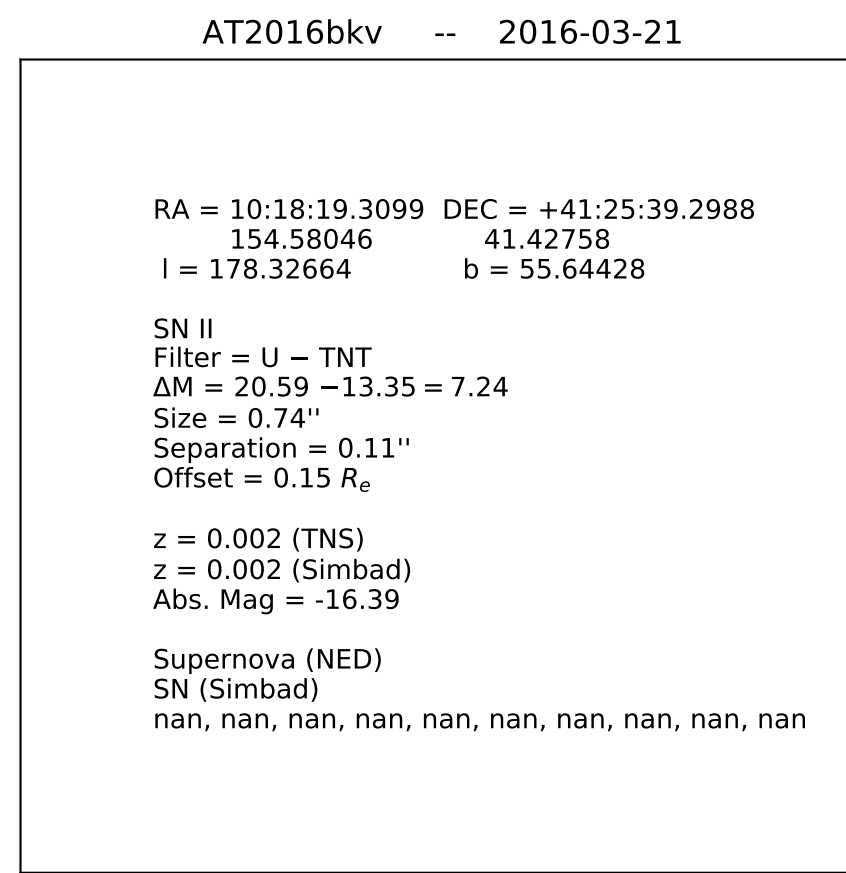 AT2016bkv -- 2016-03-21
RA = 10:18:19.3099 DEC = +41:25:39.2988
154.58046 41.42758
l = 178.32664 b = 55.64428
SN II
Filter = U − TNT
ΔM = 20.59 −13.35 = 7.24
Size = 0.74''
Separation = 0.11''
Offset = 0.15 Rₑ
z = 0.002 (TNS)
z = 0.002 (Simbad)
Abs. Mag = -16.39
Supernova (NED)
SN (Simbad)
nan, nan, nan, nan, nan, nan, nan, nan, nan, nan